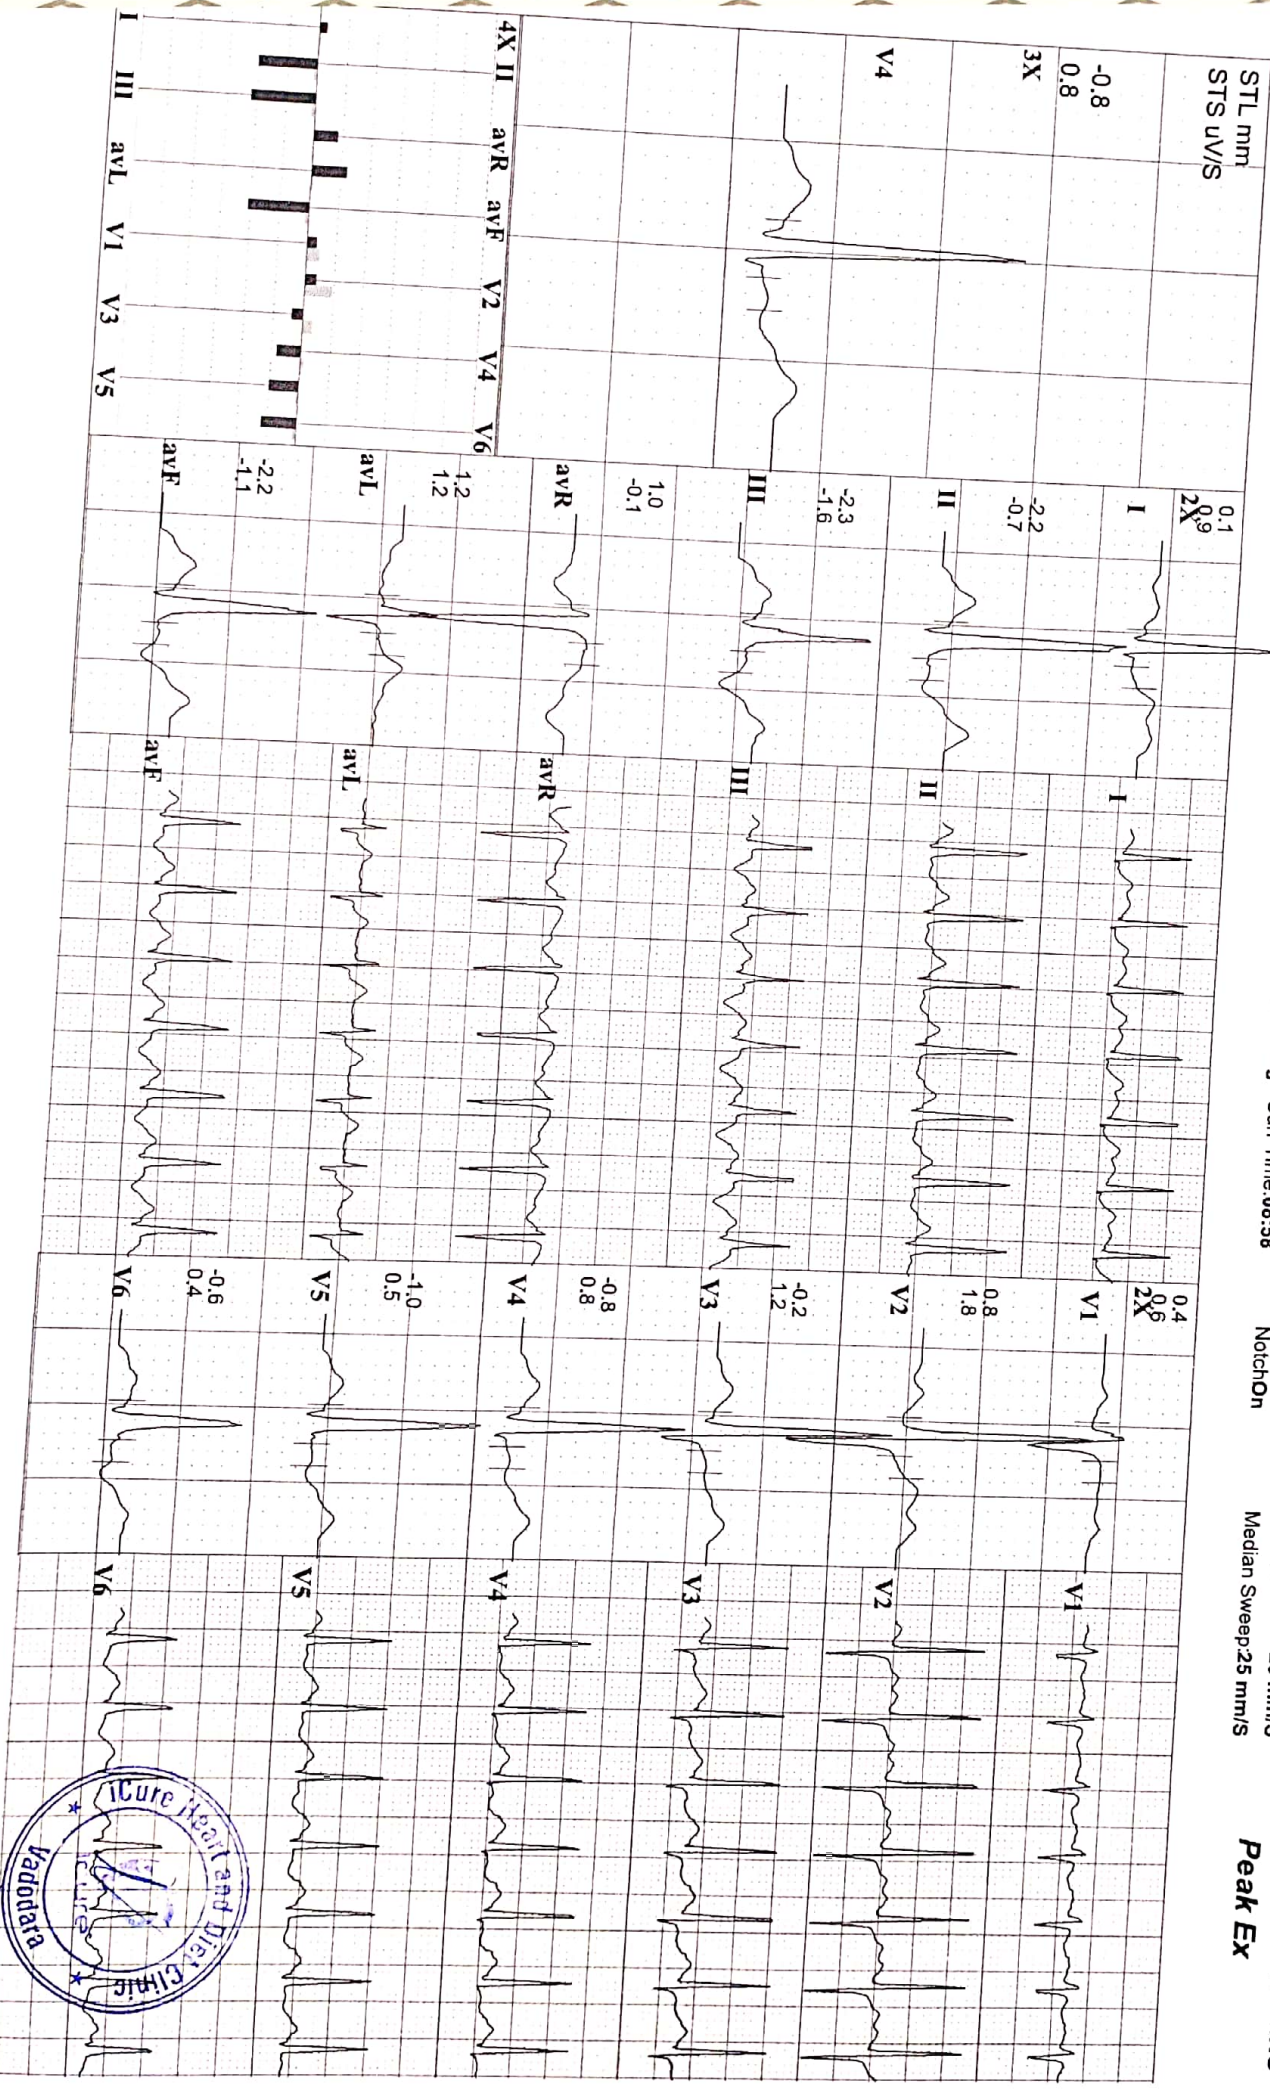 Time:06:58
NotchOn
Median Sweep:25 mm/S
Peak Ex
STL mm
STS uV/S
-0.8
0.8
3X
V4
4X II avR avF V2 V4 V6
I III avL V1 V3 V5
0.1
0.9
2X
I
-2.2
-0.7
II
-2.3
-1.6
III
1.0
-0.1
avR
1.2
1.2
avL
-2.2
-1.1
avF
I
II
III
avR
avL
avF
0.4
0.6
2X
V1
0.8
1.8
V2
-0.2
1.2
V3
-0.8
0.8
V4
-1.0
0.5
V5
-0.6
0.4
V6
V1
V2
V3
V4
V5
V6
iCure Heart and Diet Clinic
icure
Vadodara